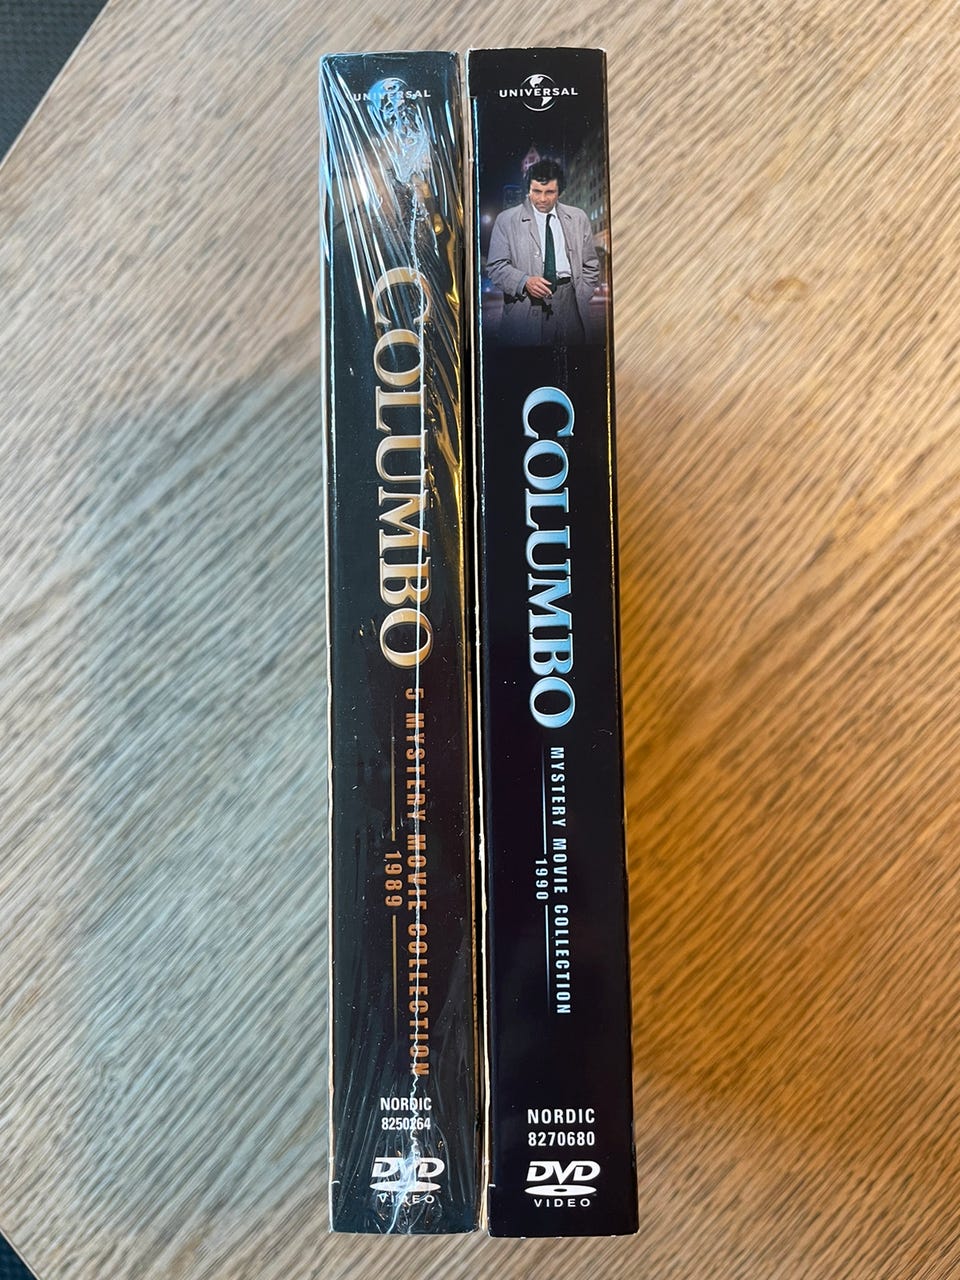 UNIVERSAL
COLUMBO
5 MYSTERY MOVIE COLLECTION
1989
NORDIC
8250264
DVD
VIDEO
UNIVERSAL
COLUMBO
MYSTERY MOVIE COLLECTION
1990
NORDIC
8270680
DVD
VIDEO